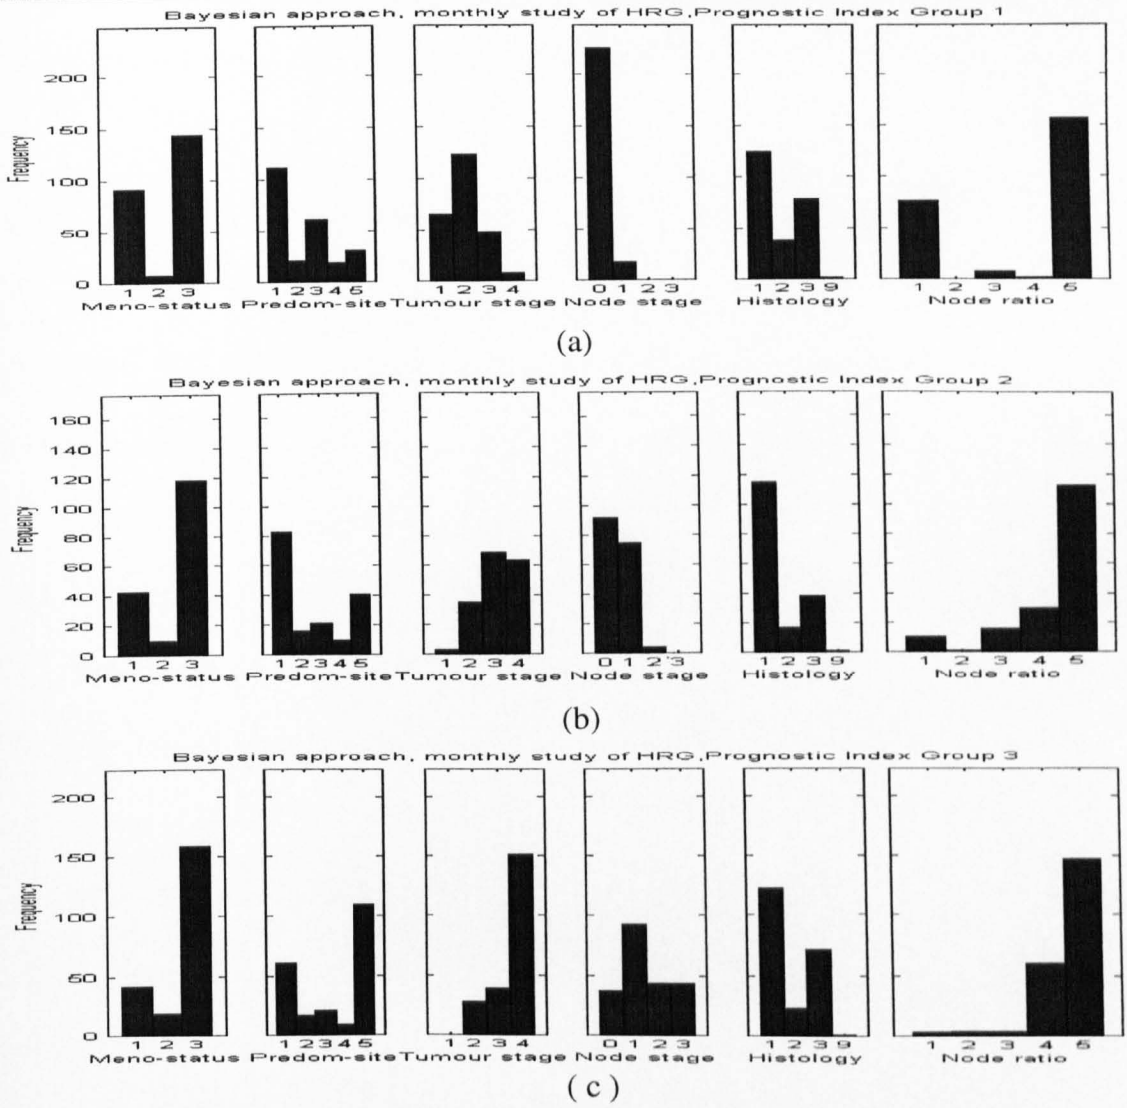 Bayesian approach, monthly study of HRG,Prognostic Index Group 1
Frequency
200
150
100
50
0
1 2 3
1 2 3 4 5
1 2 3 4
0 1 2 3
1 2 3 9
1 2 3 4 5
Meno-status Predom-site Tumour stage Node stage Histology Node ratio
(a)
Bayesian approach, monthly study of HRG,Prognostic Index Group 2
Frequency
160
140
120
100
80
60
40
20
0
1 2 3
1 2 3 4 5
1 2 3 4
0 1 2 3
1 2 3 9
1 2 3 4 5
Meno-status Predom-site Tumour stage Node stage Histology Node ratio
(b)
Bayesian approach, monthly study of HRG,Prognostic Index Group 3
Frequency
200
150
100
50
0
1 2 3
1 2 3 4 5
1 2 3 4
0 1 2 3
1 2 3 9
1 2 3 4 5
Meno-status Predom-site Tumour stage Node stage Histology Node ratio
( c )